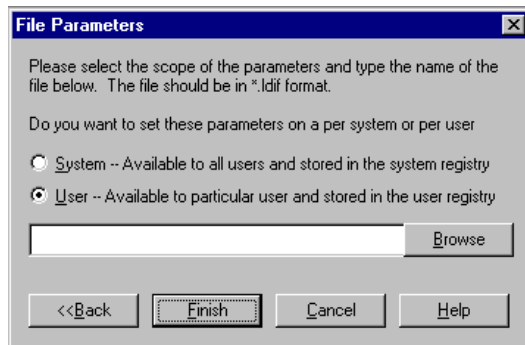 File Parameters
Please select the scope of the parameters and type the name of the
file below. The file should be in *.ldif format.
Do you want to set these parameters on a per system or per user
System -- Available to all users and stored in the system registry
User -- Available to particular user and stored in the user registry
Browse
<<Back Finish Cancel Help